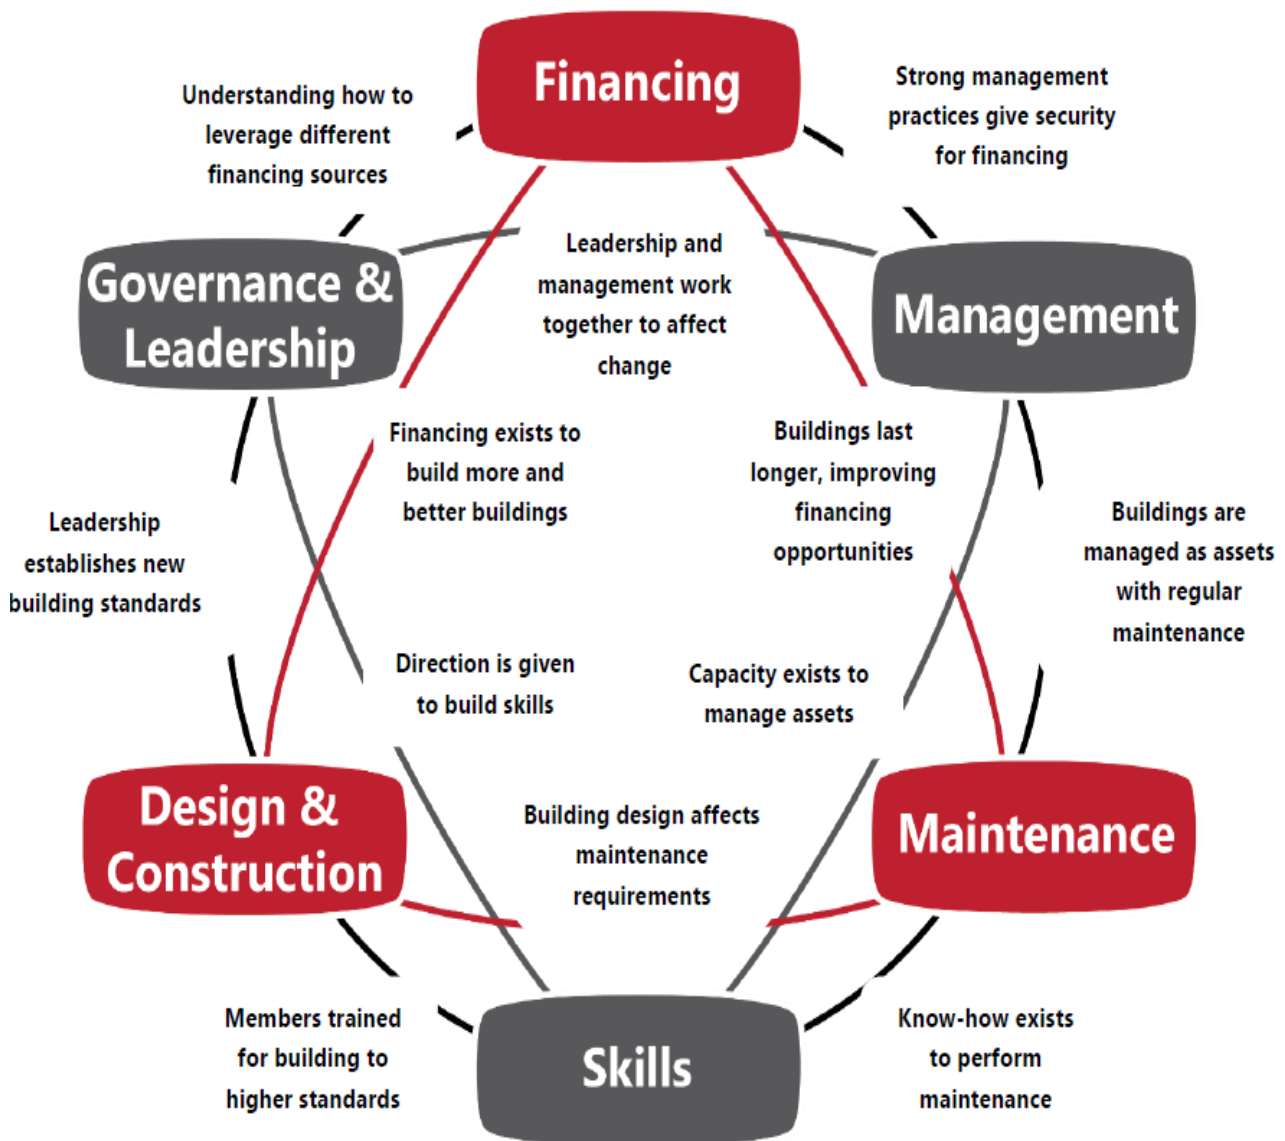 Financing
Understanding how to
leverage different
financing sources
Strong management
practices give security
for financing
Governance &
Leadership
Leadership and
management work
together to affect
change
Management
Financing exists to
build more and
better buildings
Buildings last
longer, improving
financing
opportunities
Leadership
establishes new
building standards
Buildings are
managed as assets
with regular
maintenance
Direction is given
to build skills
Capacity exists to
manage assets
Design &
Construction
Building design affects
maintenance
requirements
Maintenance
Members trained
for building to
higher standards
Skills
Know-how exists
to perform
maintenance